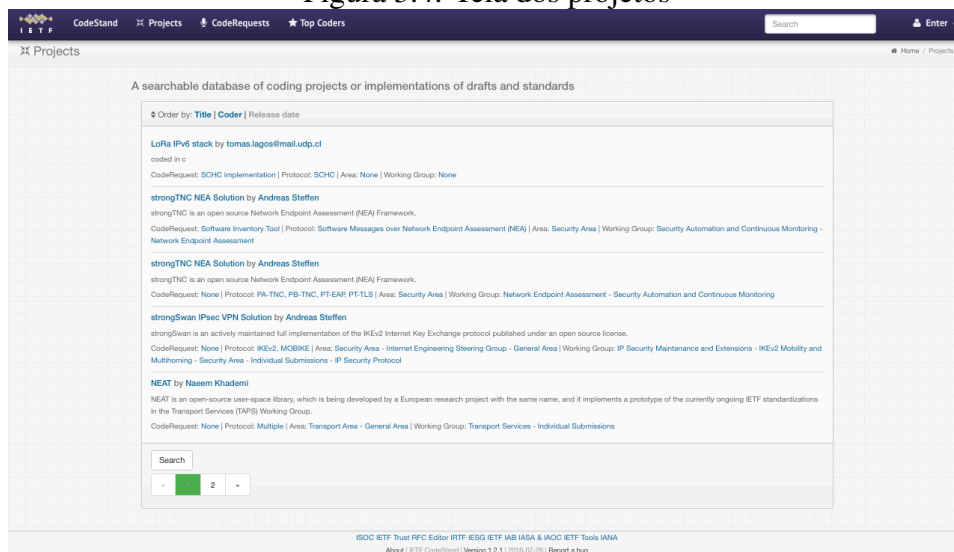 Figura 5.4: Tela dos projetos
I E T F
CodeStand
Projects
CodeRequests
Top Coders
Search
Enter
Projects
Home / Projects
A searchable database of coding projects or implementations of drafts and standards
Order by: Title | Coder | Release date
LoRa IPv6 stack by tomas.lagos@mail.udp.cl
coded in c
CodeRequest: SCHC implementation | Protocol: SCHC | Area: None | Working Group: None
strongTNC NEA Solution by Andreas Steffen
strongTNC is an open source Network Endpoint Assessment (NEA) Framework.
CodeRequest: Software Inventory Tool | Protocol: Software Messages over Network Endpoint Assessment (NEA) | Area: Security Area | Working Group: Security Automation and Continuous Monitoring -
Network Endpoint Assessment
strongTNC NEA Solution by Andreas Steffen
strongTNC is an open source Network Endpoint Assessment (NEA) Framework.
CodeRequest: None | Protocol: PA-TNC, PB-TNC, PT-EAP, PT-TLS | Area: Security Area | Working Group: Network Endpoint Assessment - Security Automation and Continuous Monitoring
strongSwan IPsec VPN Solution by Andreas Steffen
strongSwan is an actively maintained full implementation of the IKEv2 Internet Key Exchange protocol published under an open source license.
CodeRequest: None | Protocol: IKEv2, MOBIKE | Area: Security Area - Internet Engineering Steering Group - General Area | Working Group: IP Security Maintenance and Extensions - IKEv2 Mobility and
Multihoming - Security Area - Individual Submissions - IP Security Protocol
NEAT by Naeem Khademi
NEAT is an open-source user-space library, which is being developed by a European research project with the same name, and it implements a prototype of the currently ongoing IETF standardizations
in the Transport Services (TAPS) Working Group.
CodeRequest: None | Protocol: Multiple | Area: Transport Area - General Area | Working Group: Transport Services - Individual Submissions
Search
« 1 2 »
ISOC IETF Trust RFC Editor IRTF IESG IETF IAB IASA & IAOC IETF Tools IANA
About | IETF CodeStand | Version 1.2.1 | 2016-07-26 | Report a bug